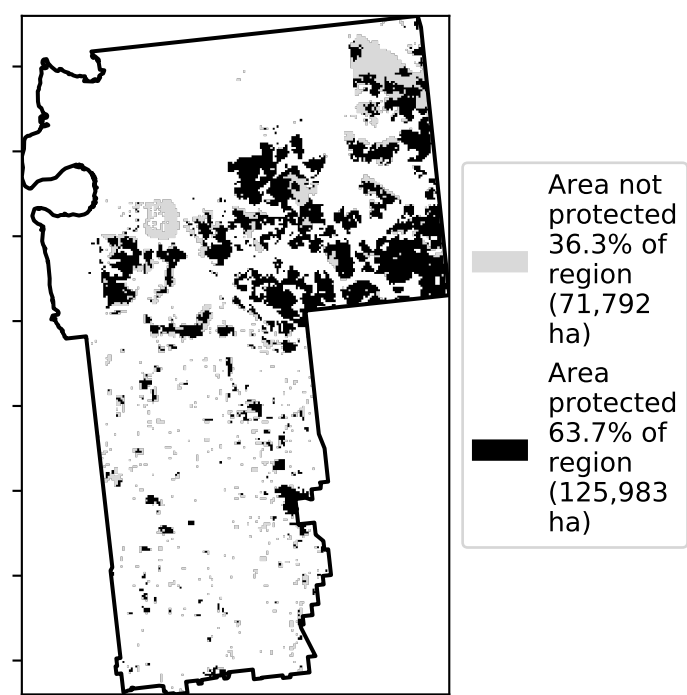 Area not
protected
36.3% of
region
(71,792
ha)
Area
protected
63.7% of
region
(125,983
ha)